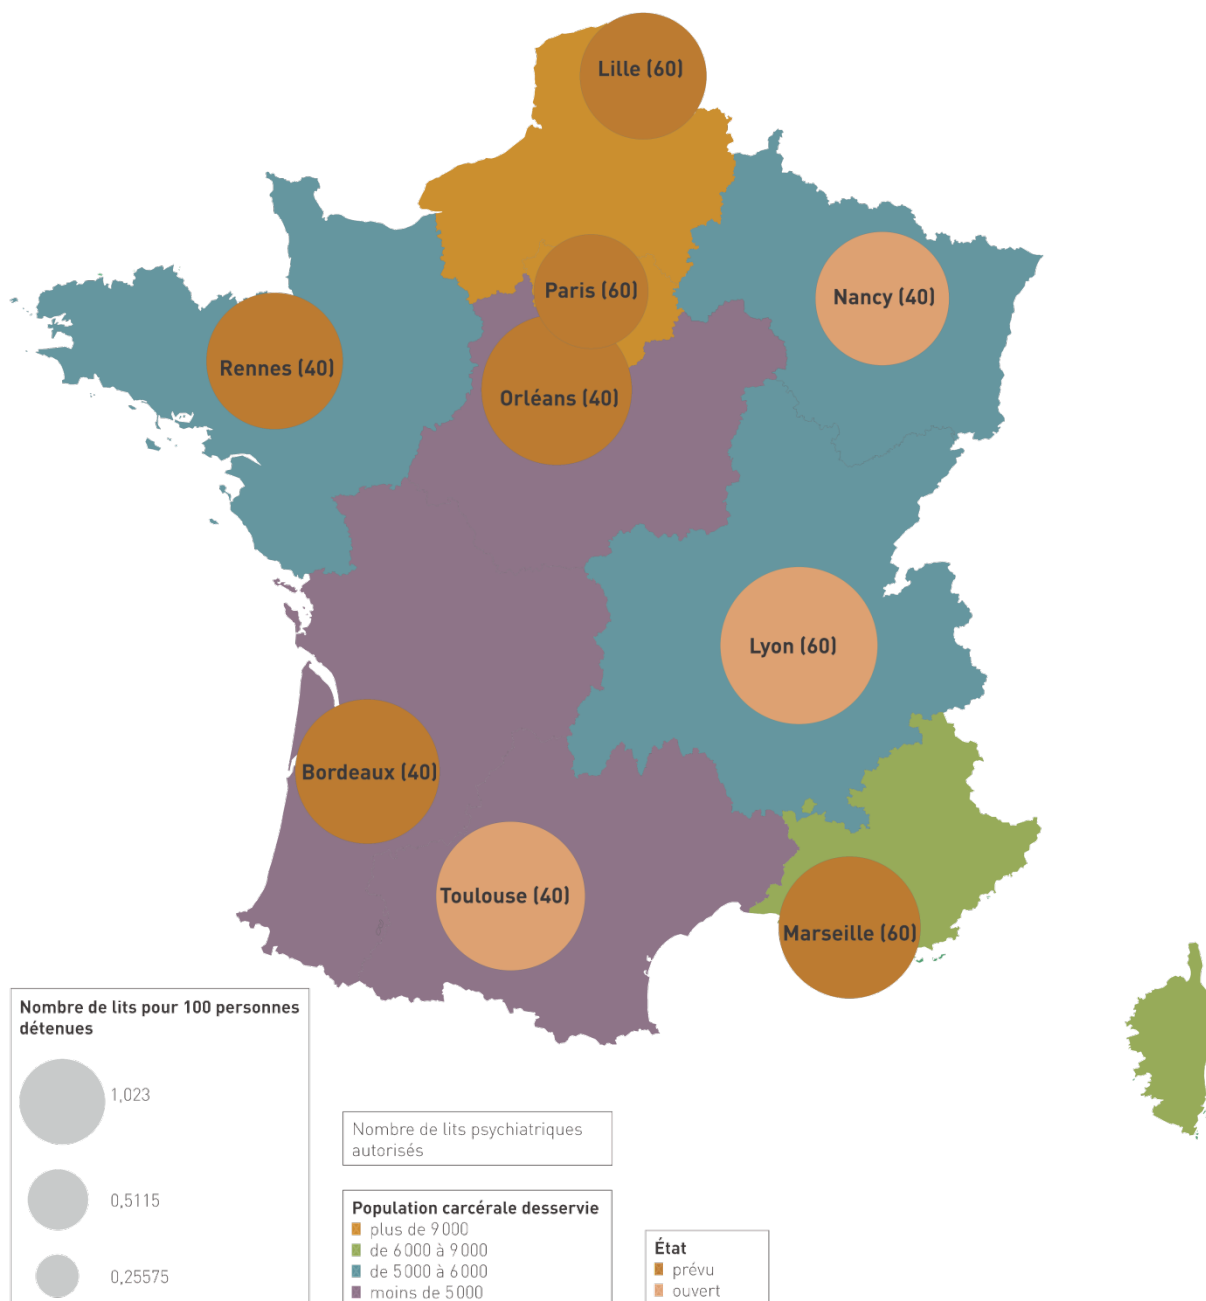 Lille (60)
Paris (60)
Nancy (40)
Rennes (40)
Orléans (40)
Lyon (60)
Bordeaux (40)
Toulouse (40)
Marseille (60)
Nombre de lits pour 100 personnes
détenues
1,023
0,5115
0,25575
Nombre de lits psychiatriques
autorisés
Population carcérale desservie
plus de 9 000
de 6 000 à 9 000
de 5 000 à 6 000
moins de 5 000
État
prévu
ouvert